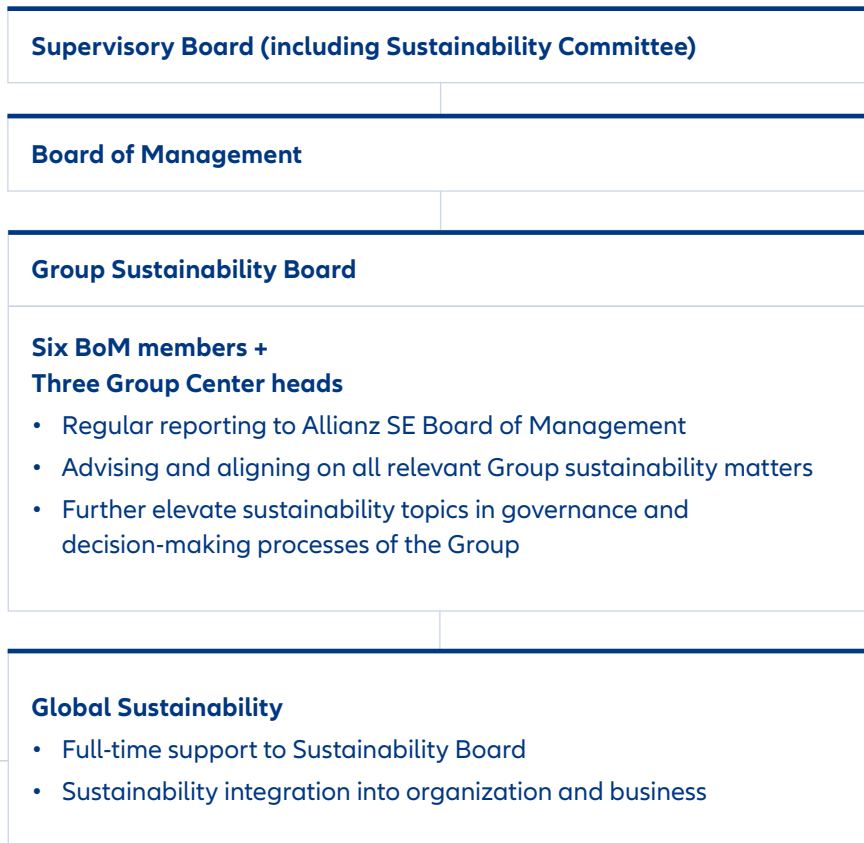 Supervisory Board (including Sustainability Committee)
Board of Management
Group Sustainability Board
Six BoM members +
Three Group Center heads
• Regular reporting to Allianz SE Board of Management
• Advising and aligning on all relevant Group sustainability matters
• Further elevate sustainability topics in governance and
decision-making processes of the Group
Global Sustainability
• Full-time support to Sustainability Board
• Sustainability integration into organization and business